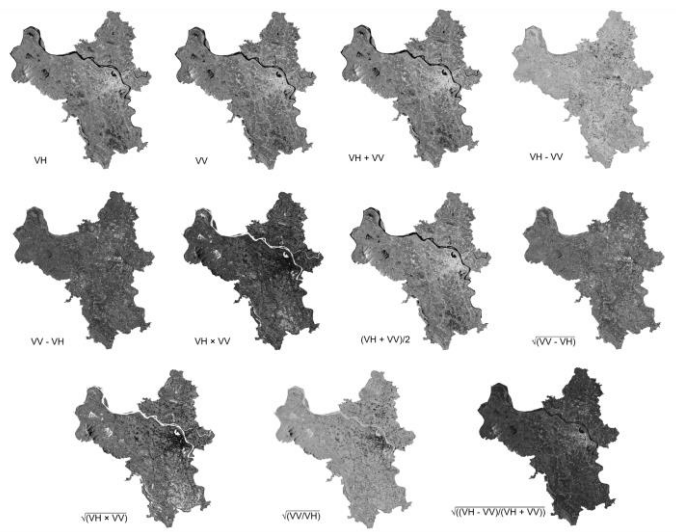 VH
VV
VH + VV
VH - VV
VV - VH
VH × VV
(VH + VV)/2
√(VV - VH)
√(VH × VV)
√(VV/VH)
√((VH - VV)/(VH + VV))